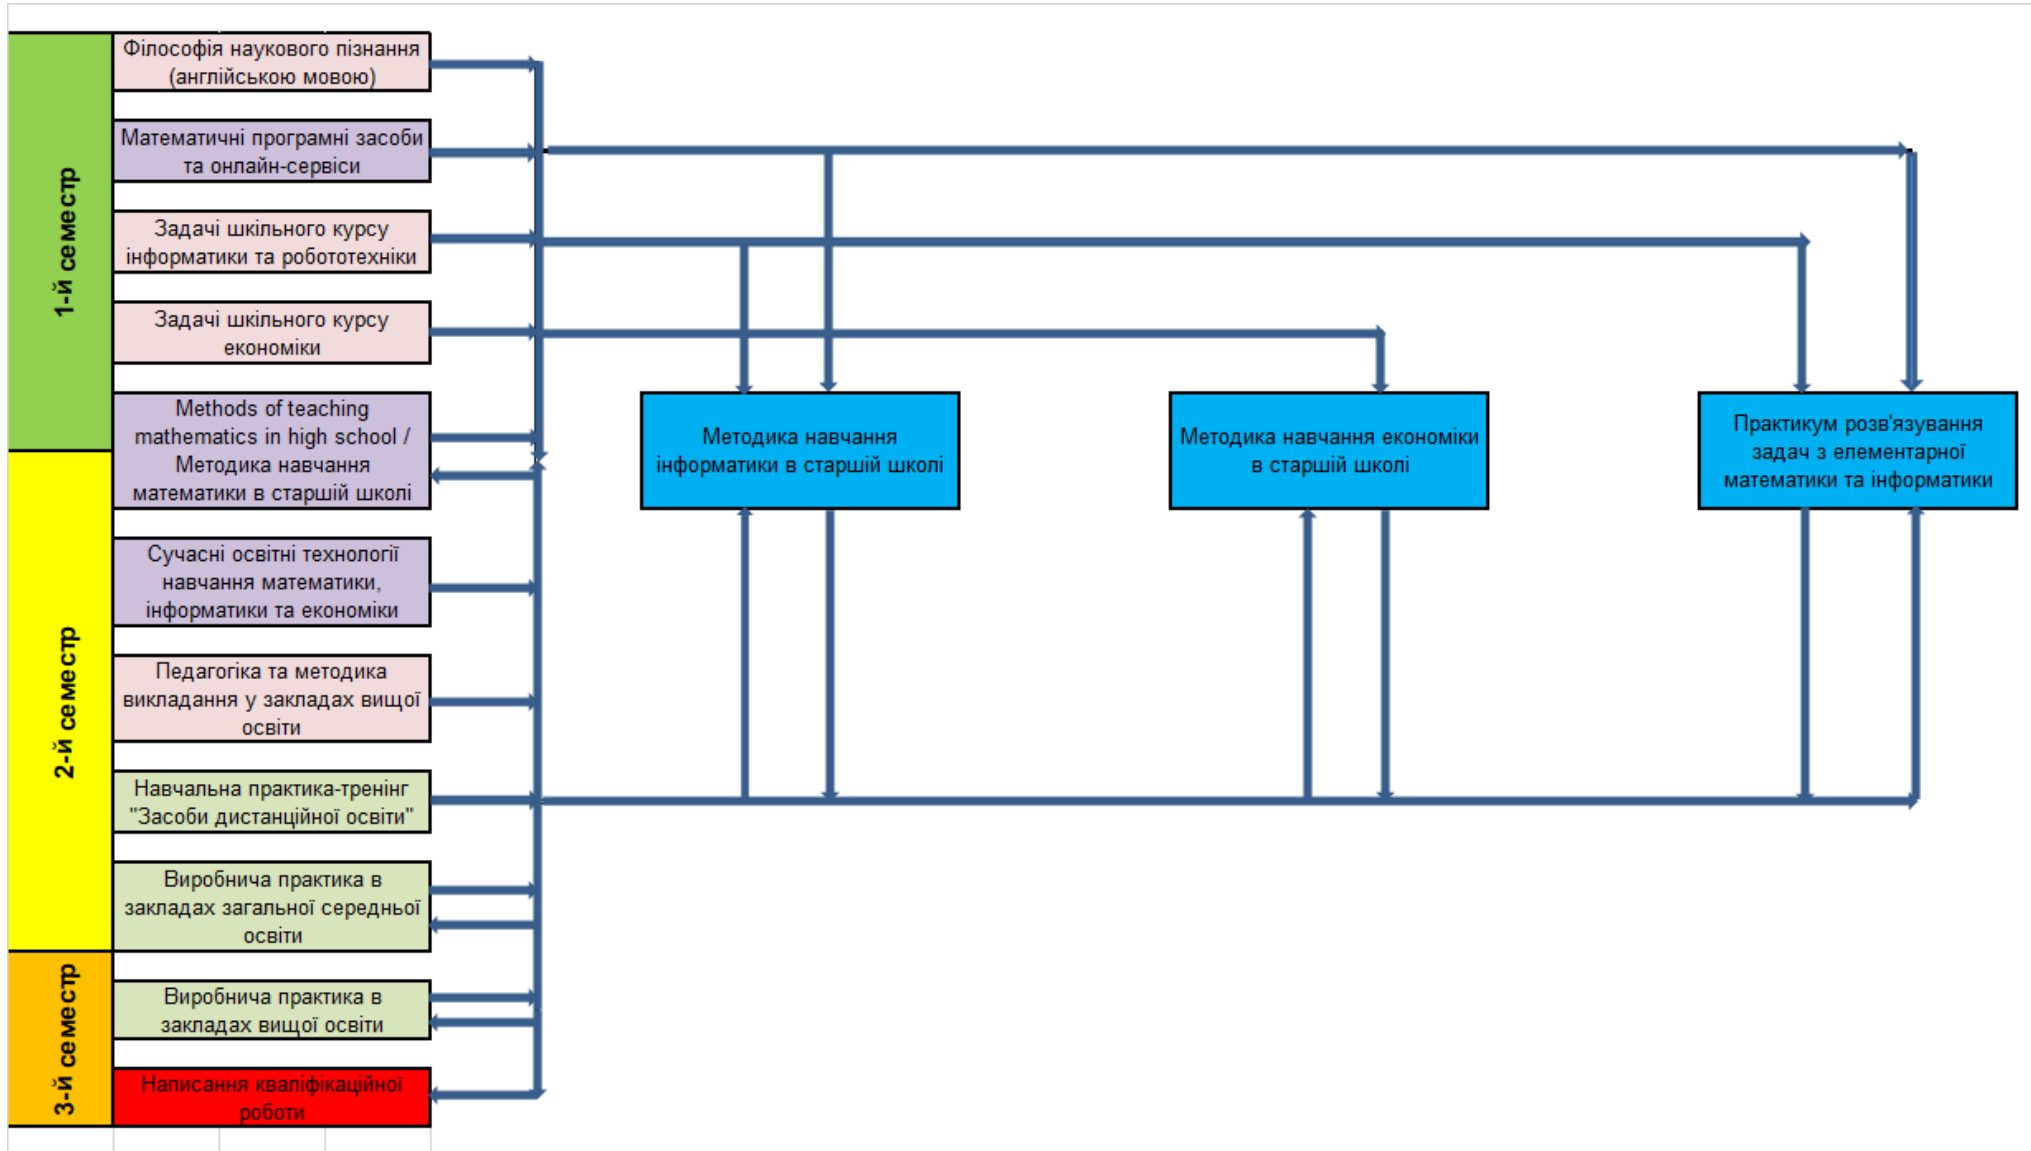 1-й семестр
Філософія наукового пізнання
(англійською мовою)
Математичні програмні засоби
та онлайн-сервіси
Задачі шкільного курсу
інформатики та робототехніки
Задачі шкільного курсу
економіки
Methods of teaching
mathematics in high school /
Методика навчання
математики в старшій школі
Методика навчання
інформатики в старшій школі
Методика навчання економіки
в старшій школі
Практикум розв'язування
задач з елементарної
математики та інформатики
2-й семестр
Сучасні освітні технології
навчання математики,
інформатики та економіки
Педагогіка та методика
викладання у закладах вищої
освіти
Навчальна практика-тренінг
"Засоби дистанційної освіти"
Виробнича практика в
закладах загальної середньої
освіти
3-й семестр
Виробнича практика в
закладах вищої освіти
Написання кваліфікаційної
роботи